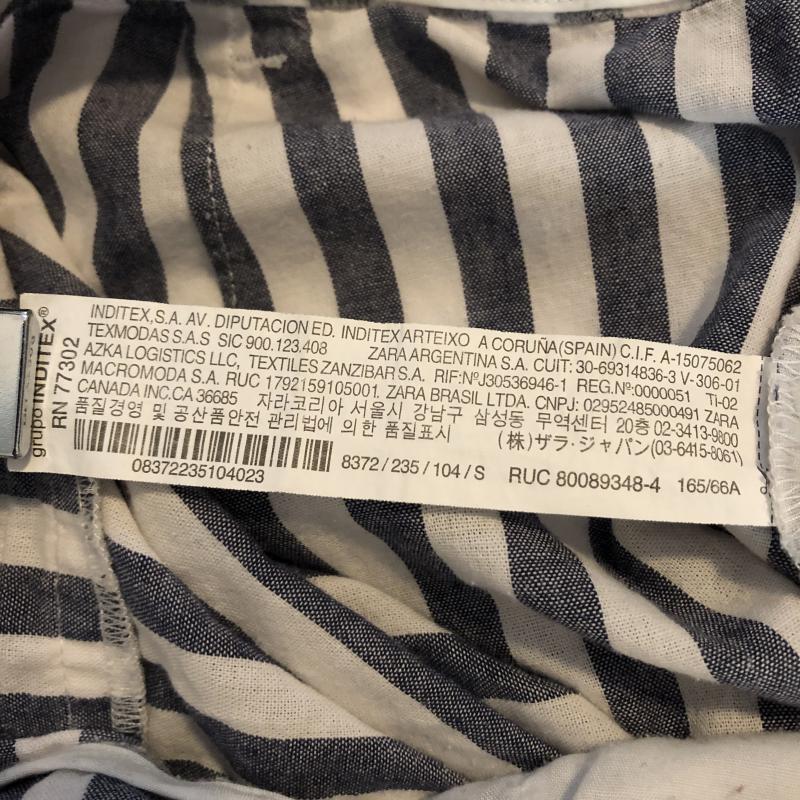 grupo INDITEX®
RN 77302
INDITEX,S.A. AV. DIPUTACION ED. INDITEX ARTEIXO A CORUÑA(SPAIN) C.I.F. A-15075062
TEXMODAS S.A.S SIC 900.123.408 ZARA ARGENTINA S.A. CUIT: 30-69314836-3 V-306-01
AZKA LOGISTICS LLC, TEXTILES ZANZIBAR S.A. RIF:NºJ30536946-1 REG.Nº:0000051 TI-02
MACROMODA S.A. RUC 1792159105001. ZARA BRASIL LTDA. CNPJ: 02952485000491 ZARA
CANADA INC.CA 36685 자라코리아 서울시 강남구 삼성동 무역센터 20층 02-3413-9800
품질경영 및 공산품안전 관리법에 의한 품질표시 (株)ザラ・ジャパン(03-6415-8061)
08372235104023 8372 / 235 / 104 / S RUC 80089348-4 165/66A